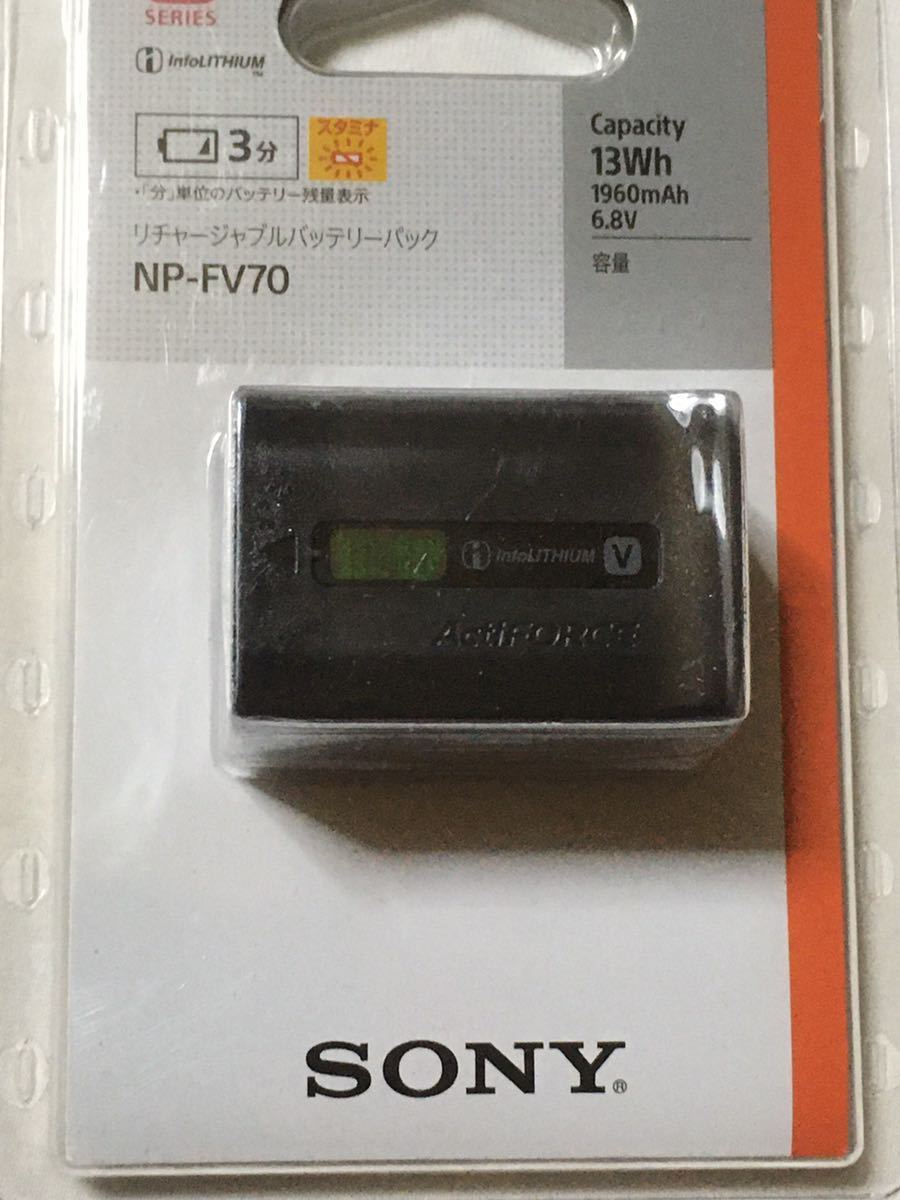 SERIES
i InfoLITHIUM™
3分
スタミナ
・「分」単位のバッテリー残量表示
リチャージャブルバッテリーパック
NP-FV70
Capacity
13Wh
1960mAh
6.8V
容量
i InfoLITHIUM V
ActiFORCE
SONY®